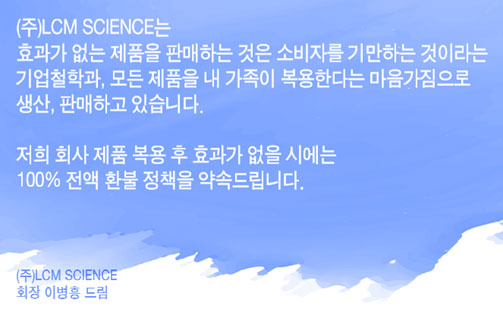 (주)LCM SCIENCE는
효과가 없는 제품을 판매하는 것은 소비자를 기만하는 것이라는
기업철학과, 모든 제품을 내 가족이 복용한다는 마음가짐으로
생산, 판매하고 있습니다.
저희 회사 제품 복용 후 효과가 없을 시에는
100% 전액 환불 정책을 약속드립니다.
(주)LCM SCIENCE
회장 이병흥 드림